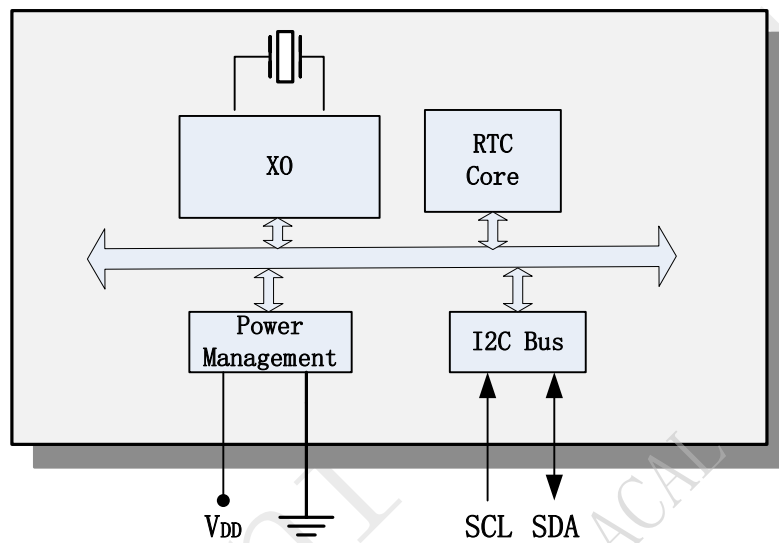 XO
RTC
Core
Power
Management
I2C Bus
VDD
SCL SDA